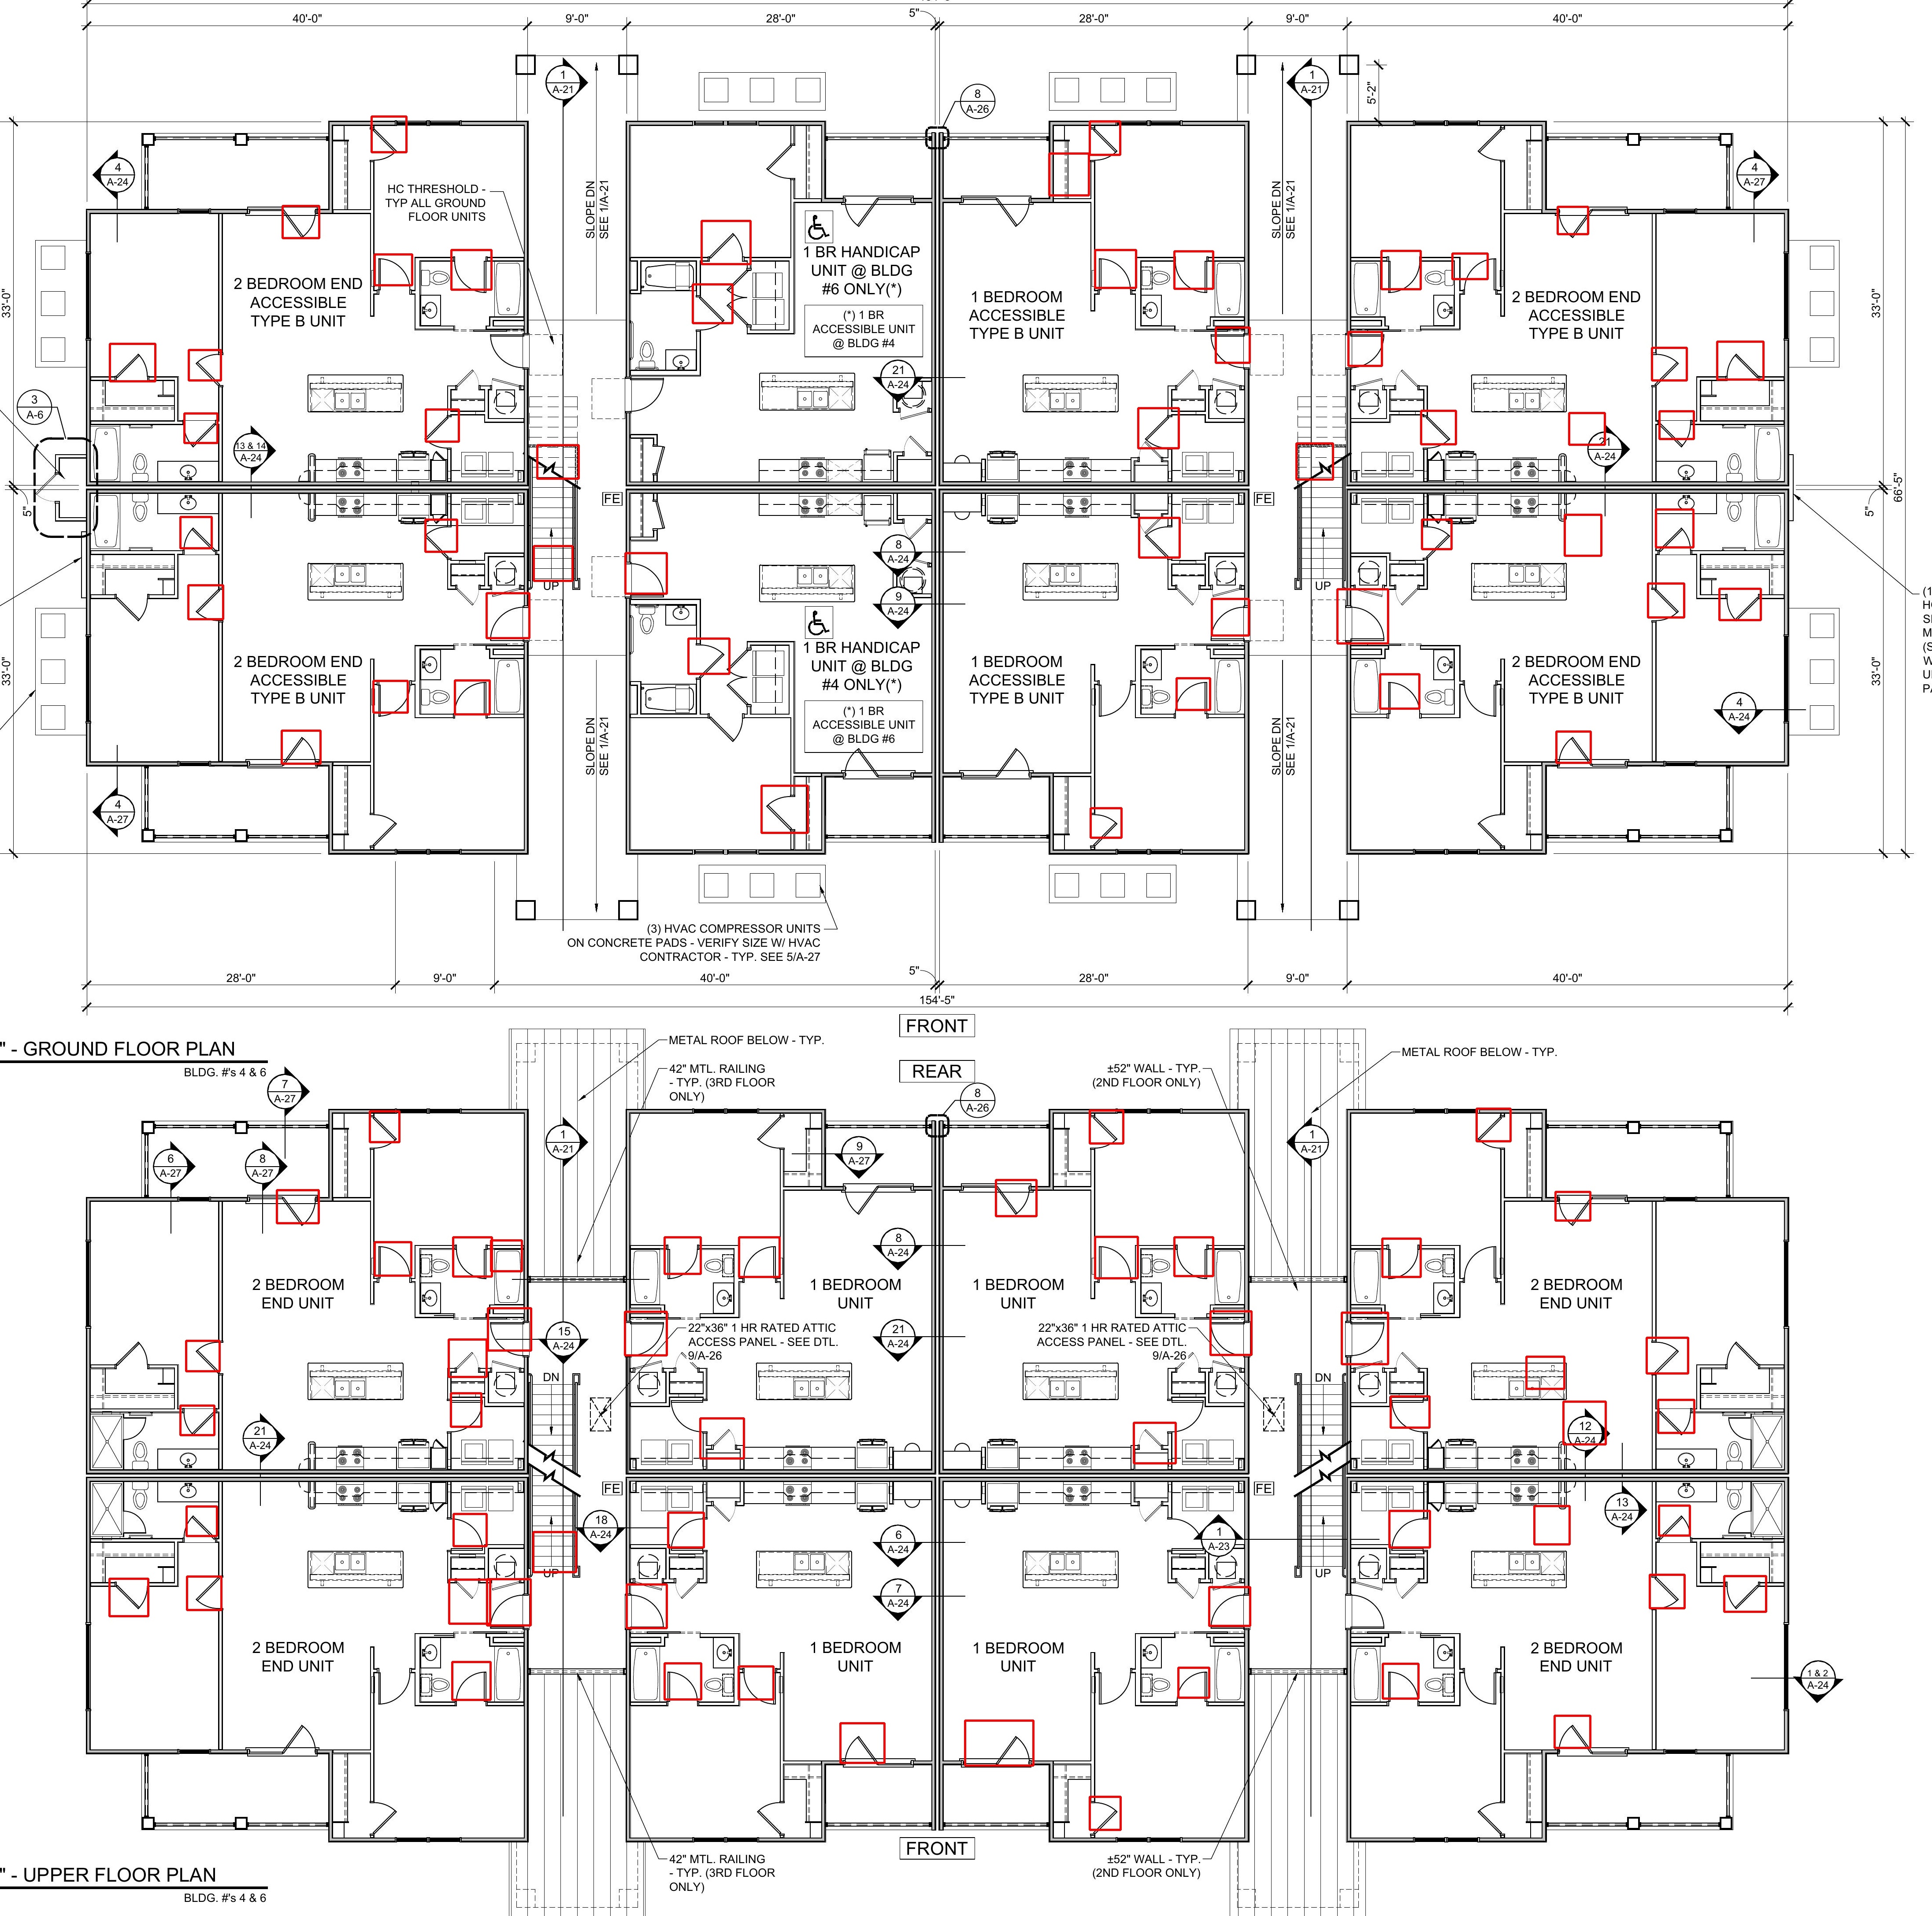 40'-0"
9'-0"
28'-0"
5"
28'-0"
9'-0"
40'-0"
1
A-21
8
A-26
1
A-21
5'-2"
4
A-24
4
A-27
HC THRESHOLD -
TYP ALL GROUND
FLOOR UNITS
SLOPE DN
SEE 1/A-21
SLOPE DN
SEE 1/A-21
2 BEDROOM END
ACCESSIBLE
TYPE B UNIT
1 BR HANDICAP
UNIT @ BLDG
#6 ONLY(*)
(*) 1 BR
ACCESSIBLE UNIT
@ BLDG #4
1 BEDROOM
ACCESSIBLE
TYPE B UNIT
2 BEDROOM END
ACCESSIBLE
TYPE B UNIT
33'-0"
33'-0"
3
A-6
21
A-24
13 & 14
A-24
21
A-24
5"
FE
FE
5"
66'-5"
8
A-24
UP
UP
9
A-24
2 BEDROOM END
ACCESSIBLE
TYPE B UNIT
1 BR HANDICAP
UNIT @ BLDG
#4 ONLY(*)
(*) 1 BR
ACCESSIBLE UNIT
@ BLDG #6
1 BEDROOM
ACCESSIBLE
TYPE B UNIT
2 BEDROOM END
ACCESSIBLE
TYPE B UNIT
33'-0"
33'-0"
4
A-24
SLOPE DN
SEE 1/A-21
SLOPE DN
SEE 1/A-21
4
A-27
(3) HVAC COMPRESSOR UNITS
ON CONCRETE PADS - VERIFY SIZE W/ HVAC
CONTRACTOR - TYP. SEE 5/A-27
28'-0"
9'-0"
40'-0"
5"
28'-0"
9'-0"
40'-0"
154'-5"
FRONT
" - GROUND FLOOR PLAN
BLDG. #'s 4 & 6
METAL ROOF BELOW - TYP.
METAL ROOF BELOW - TYP.
REAR
42" MTL. RAILING
- TYP. (3RD FLOOR
ONLY)
±52" WALL - TYP.
(2ND FLOOR ONLY)
7
A-27
8
A-26
1
A-21
1
A-21
6
A-27
8
A-27
9
A-27
8
A-24
2 BEDROOM
END UNIT
1 BEDROOM
UNIT
1 BEDROOM
UNIT
2 BEDROOM
END UNIT
15
A-24
22"x36" 1 HR RATED ATTIC
ACCESS PANEL - SEE DTL.
9/A-26
21
A-24
22"x36" 1 HR RATED ATTIC
ACCESS PANEL - SEE DTL.
9/A-26
DN
DN
21
A-24
12
A-24
FE
FE
18
A-24
6
A-24
1
A-23
13
A-24
UP
UP
7
A-24
2 BEDROOM
END UNIT
1 BEDROOM
UNIT
1 BEDROOM
UNIT
2 BEDROOM
END UNIT
1 & 2
A-24
FRONT
42" MTL. RAILING
- TYP. (3RD FLOOR
ONLY)
±52" WALL - TYP.
(2ND FLOOR ONLY)
" - UPPER FLOOR PLAN
BLDG. #'s 4 & 6